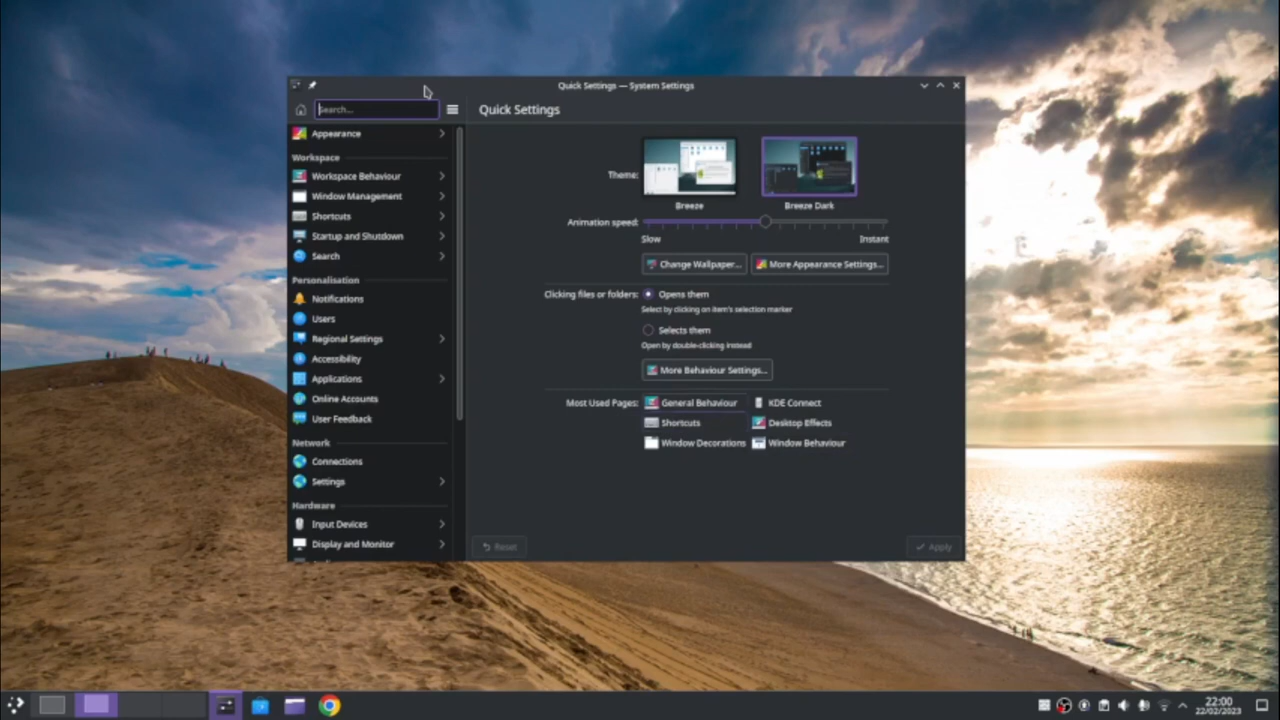 Quick Settings — System Settings
Search...
Quick Settings
Appearance
Workspace
Workspace Behaviour
Window Management
Shortcuts
Startup and Shutdown
Search
Personalisation
Notifications
Users
Regional Settings
Accessibility
Applications
Online Accounts
User Feedback
Network
Connections
Settings
Hardware
Input Devices
Display and Monitor
Theme:
Breeze
Breeze Dark
Animation speed:
Slow
Instant
Change Wallpaper...
More Appearance Settings...
Clicking files or folders:
Opens them
Select by clicking on item's selection marker
Selects them
Open by double-clicking instead
More Behaviour Settings...
Most Used Pages:
General Behaviour
KDE Connect
Shortcuts
Desktop Effects
Window Decorations
Window Behaviour
Reset
Apply
22:00
22/02/2023